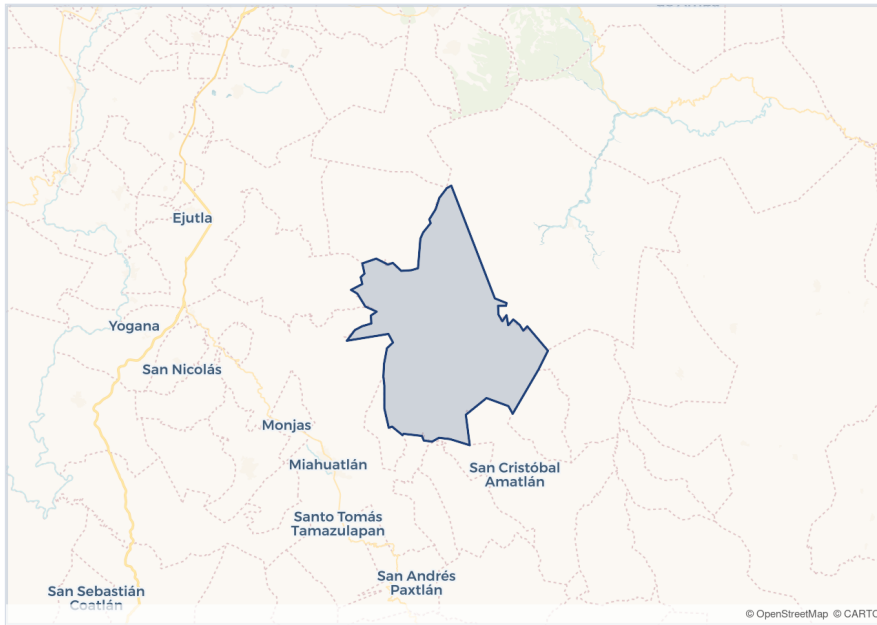 Ejutla
Yogana
San Nicolás
Monjas
Miahuatlán
San Cristóbal
Amatlán
Santo Tomás
Tamazulapan
San Andrés
Paxtlán
San Sebastián
Coatlán
© OpenStreetMap © CARTO